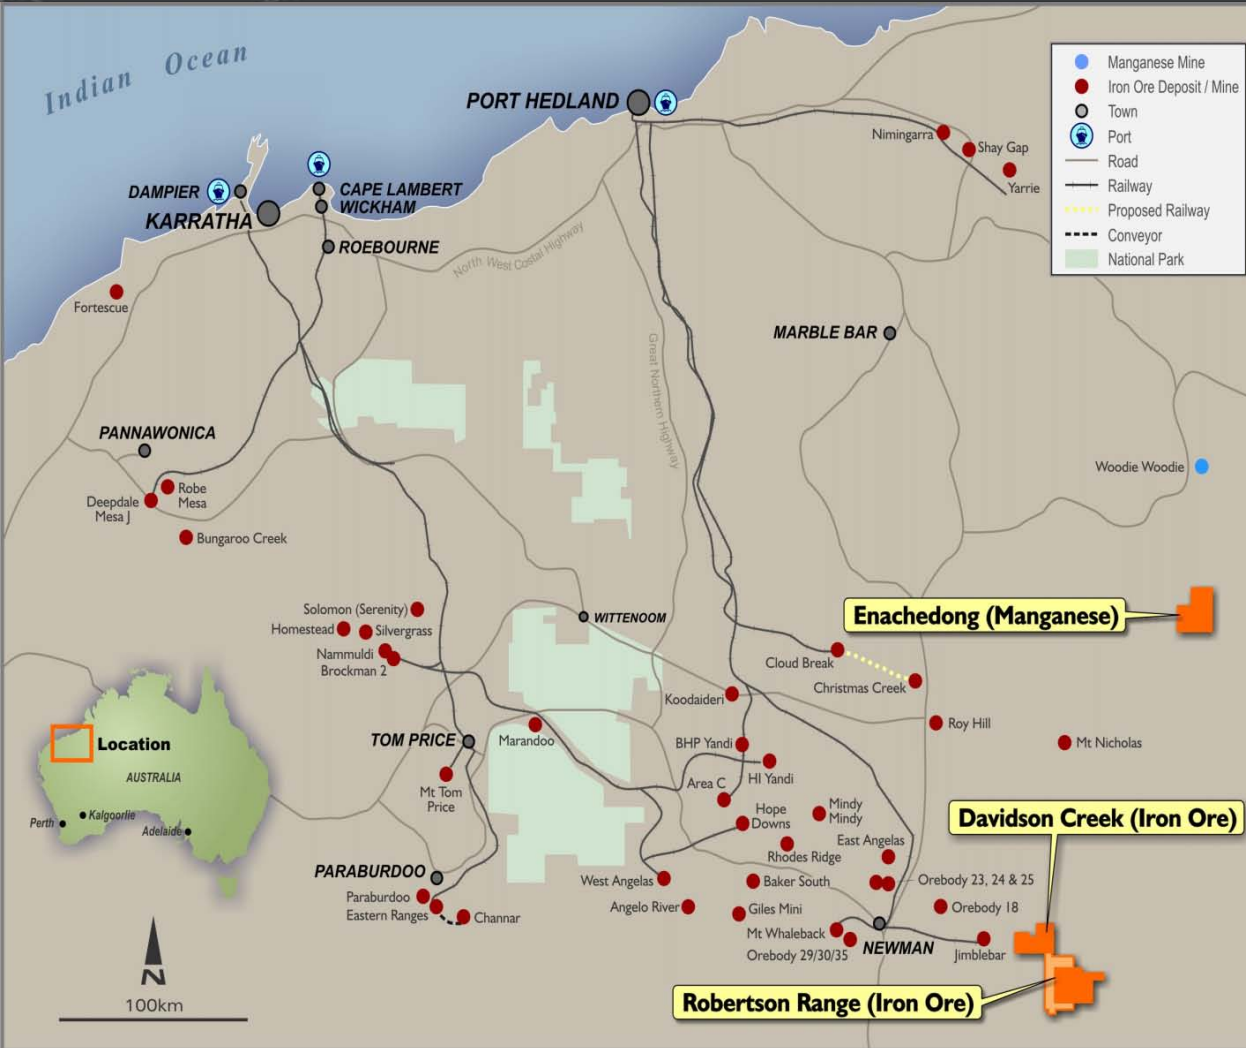 Indian Ocean
PORT HEDLAND
Manganese Mine
Iron Ore Deposit / Mine
Town
Port
Road
Railway
Proposed Railway
Conveyor
National Park
Nimingarra
Shay Gap
Yarrie
DAMPIER
CAPE LAMBERT
WICKHAM
KARRATHA
ROEBOURNE
North West Costal Highway
Fortescue
MARBLE BAR
Great Northern Highway
PANNAWONICA
Woodie Woodie
Robe
Mesa
Deepdale
Mesa J
Bungaroo Creek
Solomon (Serenity)
Homestead
Silvergrass
Nammuldi
Brockman 2
WITTENOOM
Enachedong (Manganese)
Cloud Break
Christmas Creek
Koodaideri
Roy Hill
Mt Nicholas
TOM PRICE
Marandoo
BHP Yandi
HI Yandi
Mt Tom
Price
Area C
Hope
Downs
Mindy
Mindy
Davidson Creek (Iron Ore)
East Angelas
Rhodes Ridge
PARABURDOO
West Angelas
Baker South
Orebody 23, 24 & 25
Paraburdoo
Eastern Ranges
Channar
Angelo River
Giles Mini
Orebody 18
Mt Whaleback
NEWMAN
Orebody 29/30/35
Jimblebar
Robertson Range (Iron Ore)
Location
AUSTRALIA
Kalgoorlie
Perth
Adelaide
N
100km